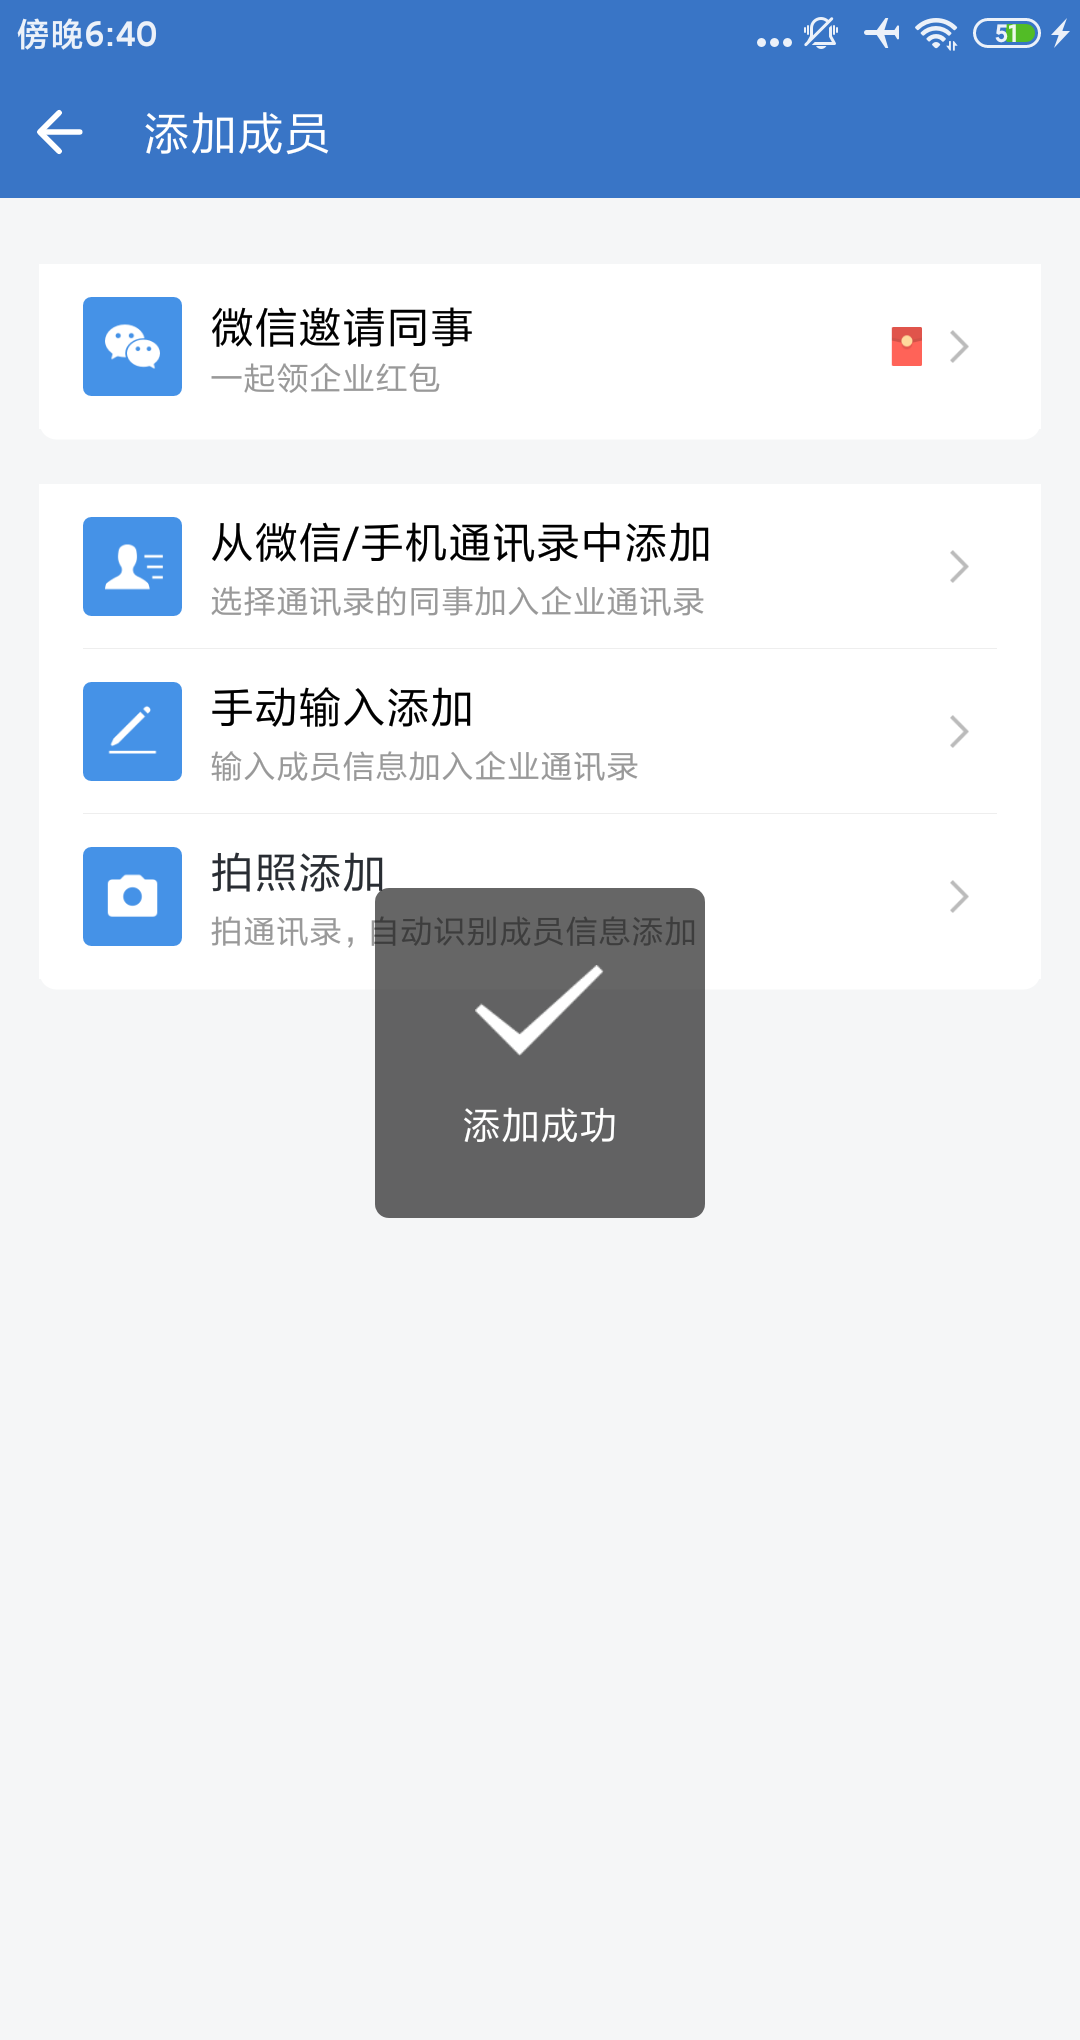 傍晚6:40
51
添加成员
微信邀请同事
一起领企业红包
从微信/手机通讯录中添加
选择通讯录的同事加入企业通讯录
手动输入添加
输入成员信息加入企业通讯录
拍照添加
拍通讯录，自动识别成员信息添加
添加成功